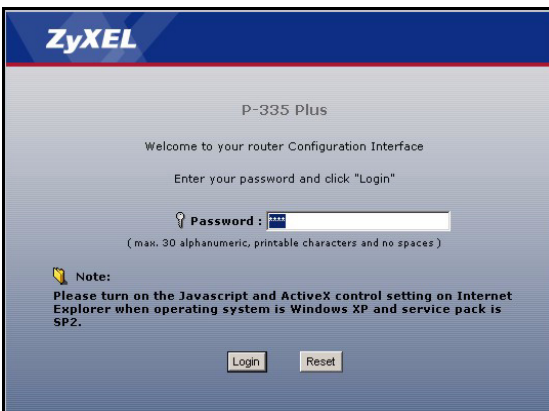 ZyXEL
P-335 Plus
Welcome to your router Configuration Interface
Enter your password and click "Login"
Password : ****
( max. 30 alphanumeric, printable characters and no spaces )
Note:
Please turn on the Javascript and ActiveX control setting on Internet
Explorer when operating system is Windows XP and service pack is
SP2.
Login Reset